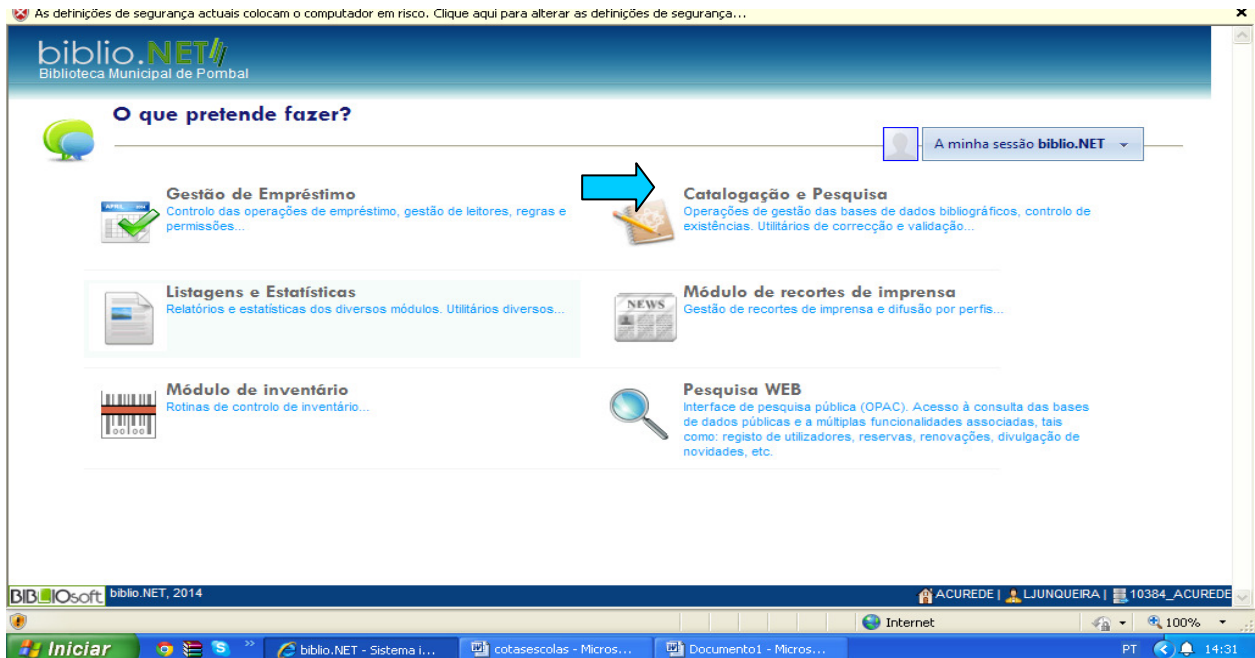 As definições de segurança actuais colocam o computador em risco. Clique aqui para alterar as definições de segurança...
biblio.NET
Biblioteca Municipal de Pombal
O que pretende fazer?
A minha sessão biblio.NET
Gestão de Empréstimo
Controlo das operações de empréstimo, gestão de leitores, regras e
permissões...
Catalogação e Pesquisa
Operações de gestão das bases de dados bibliográficos, controlo de
existências. Utilitários de correcção e validação...
Listagens e Estatísticas
Relatórios e estatísticas dos diversos módulos. Utilitários diversos...
NEWS
Módulo de recortes de imprensa
Gestão de recortes de imprensa e difusão por perfis...
Módulo de inventário
Rotinas de controlo de inventário...
Pesquisa WEB
Interface de pesquisa pública (OPAC). Acesso à consulta das bases
de dados públicas e a múltiplas funcionalidades associadas, tais
como: registo de utilizadores, reservas, renovações, divulgação de
novidades, etc.
BIBLIOsoft biblio.NET, 2014
ACUREDE | LJUNQUEIRA | 10384_ACUREDE
Internet
100%
Iniciar
biblio.NET - Sistema i...
cotasescolas - Micros...
Documento1 - Micros...
PT
14:31